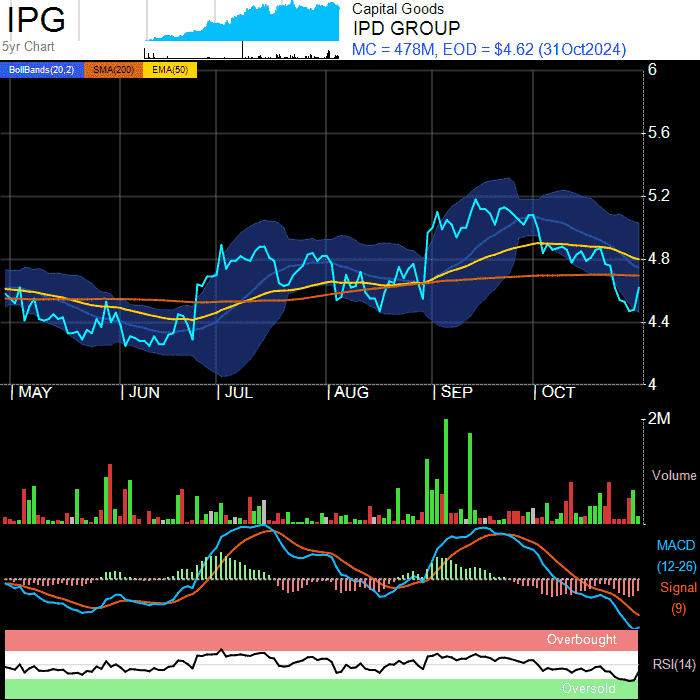 IPG
5yr Chart
Capital Goods
IPD GROUP
MC = 478M, EOD = $4.62 (31Oct2024)
BollBands(20,2) SMA(200) EMA(50)
6
5.6
5.2
4.8
4.4
4
MAY JUN JUL AUG SEP OCT
2M
Volume
MACD
(12-26)
Signal
(9)
Overbought
RSI(14)
Oversold